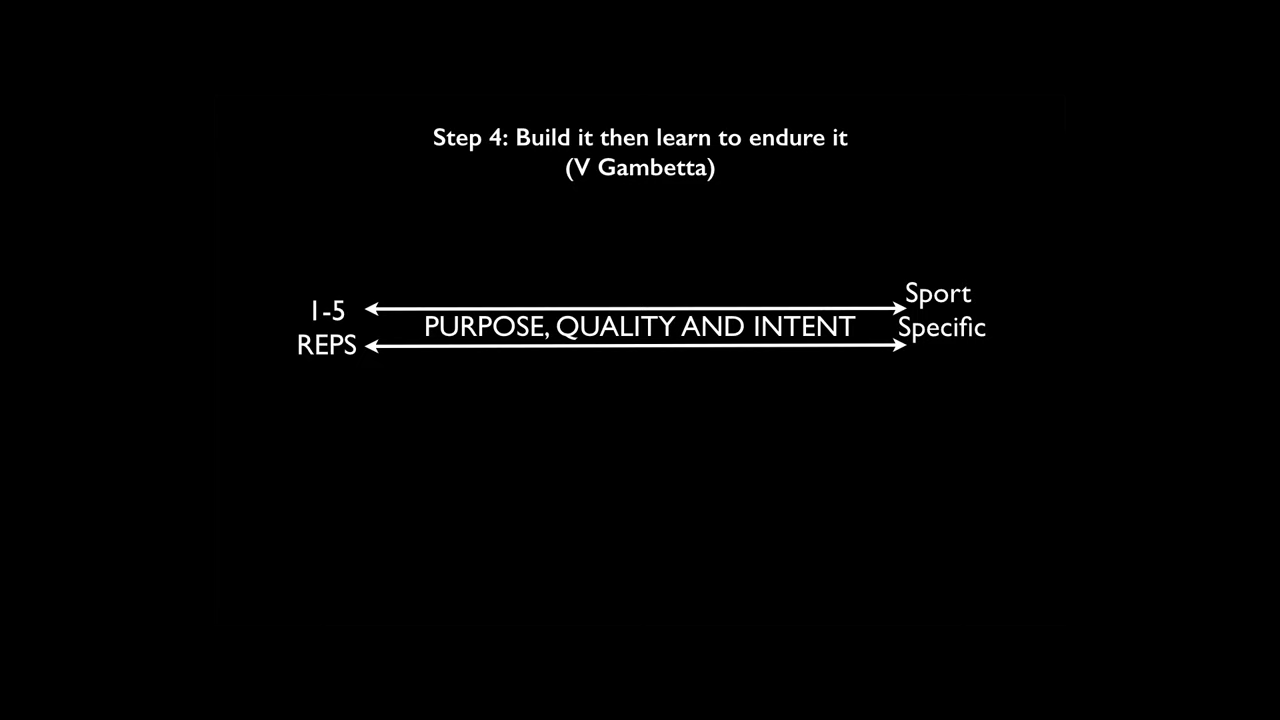 Step 4: Build it then learn to endure it
(V Gambetta)
1-5
REPS
PURPOSE, QUALITY AND INTENT
Sport
Specific